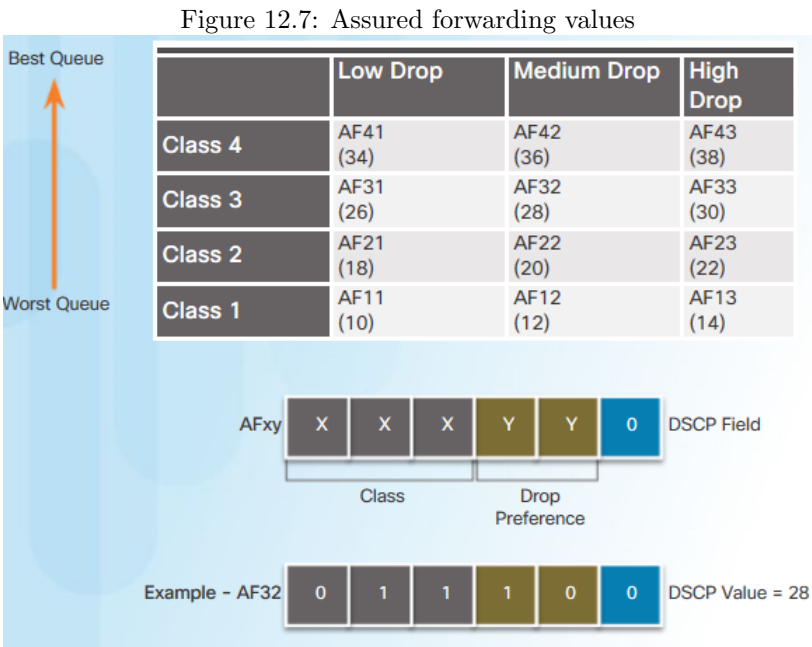 Figure 12.7: Assured forwarding values
Best Queue
Low Drop Medium Drop High
Drop
Class 4 AF41 AF42 AF43
(34) (36) (38)
Class 3 AF31 AF32 AF33
(26) (28) (30)
Class 2 AF21 AF22 AF23
(18) (20) (22)
Worst Queue
Class 1 AF11 AF12 AF13
(10) (12) (14)
AFxy X X X Y Y 0 DSCP Field
Class Drop
Preference
Example - AF32 0 1 1 1 0 0 DSCP Value = 28